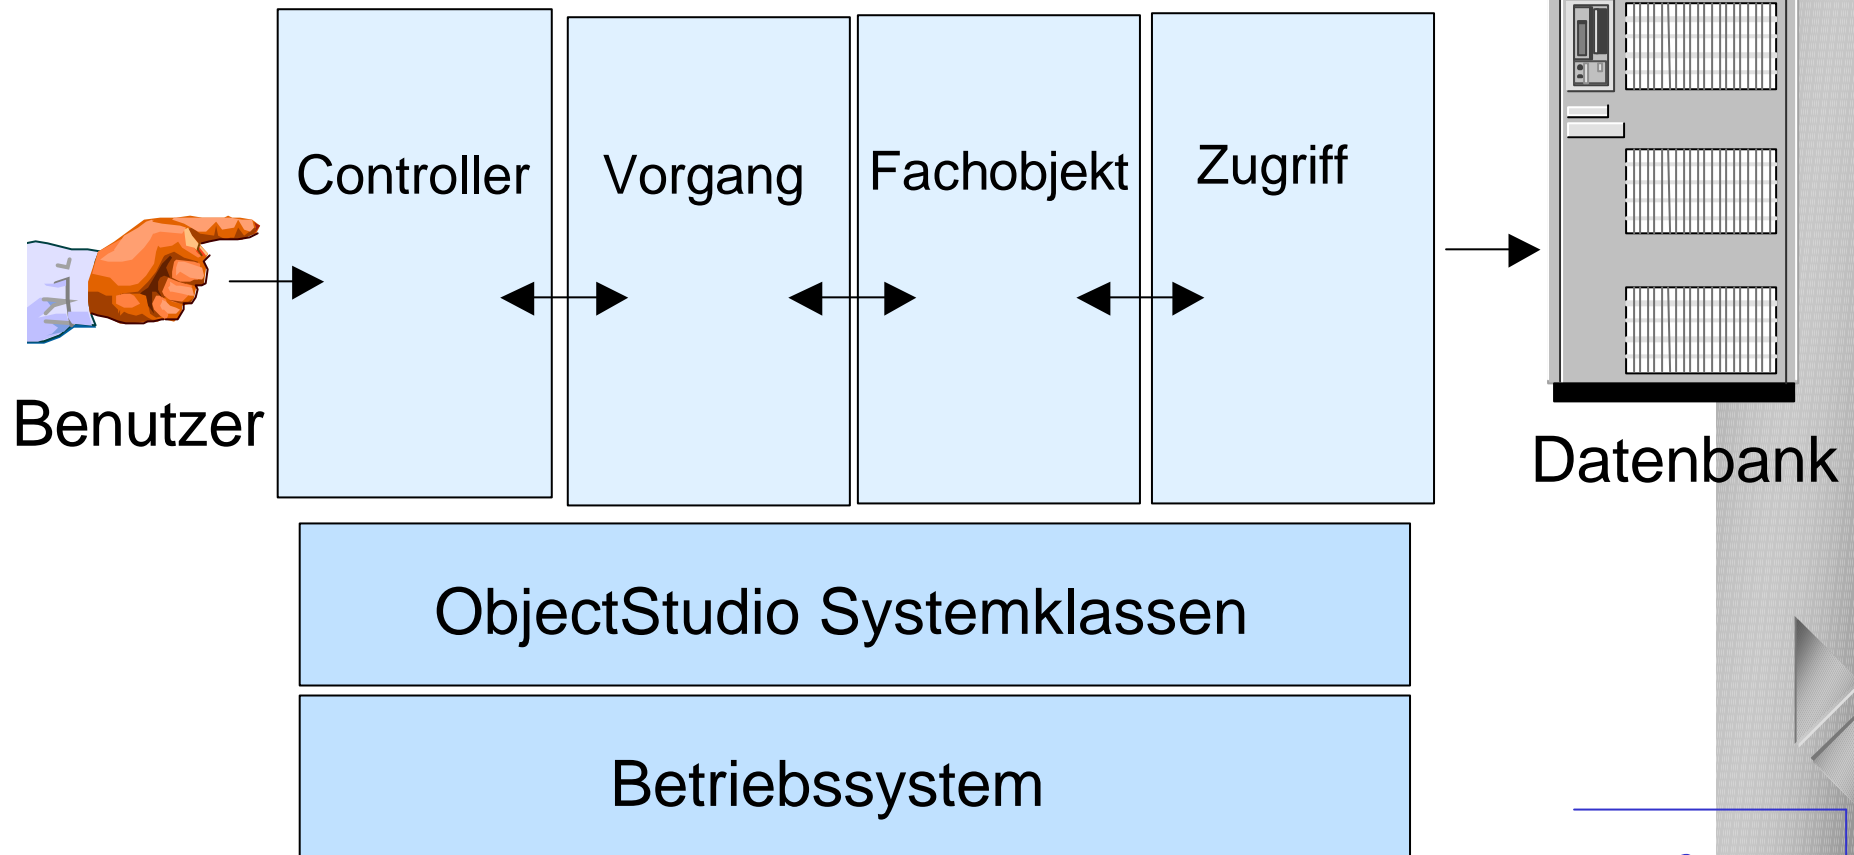 Controller
Vorgang
Fachobjekt
Zugriff
Benutzer
Datenbank
ObjectStudio Systemklassen
Betriebssystem